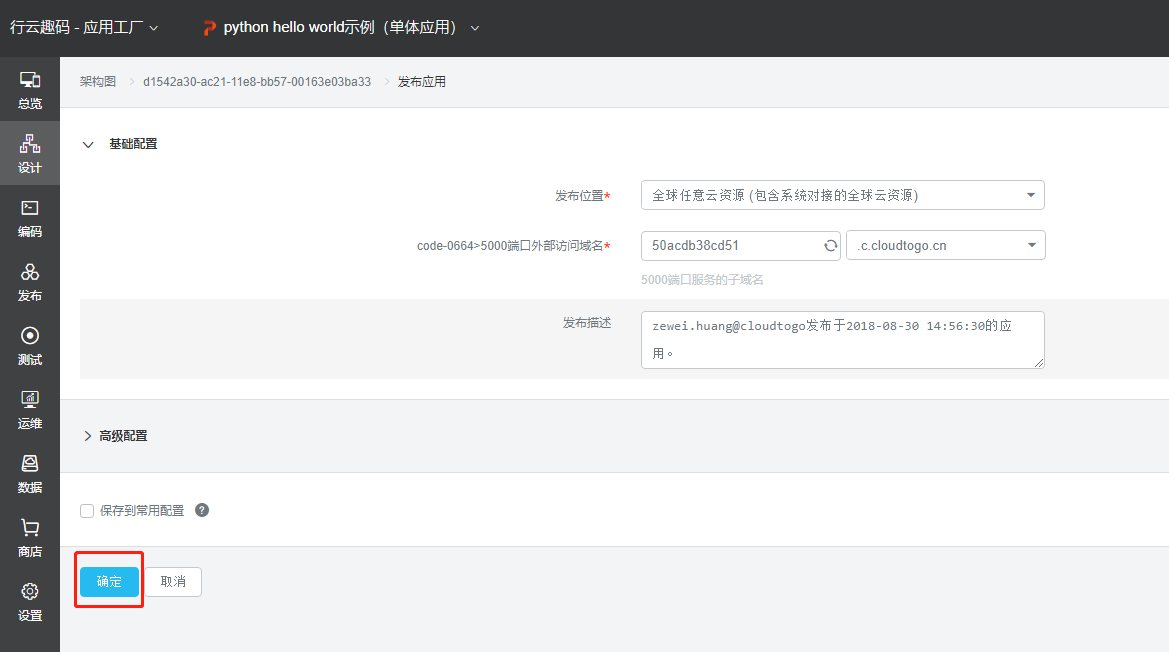 行云趣码 - 应用工厂 python hello world示例（单体应用）
总览
设计
编码
发布
测试
运维
数据
商店
设置
架构图 d1542a30-ac21-11e8-bb57-00163e03ba33 发布应用
基础配置
发布位置* 全球任意云资源 (包含系统对接的全球云资源)
code-0664>5000端口外部访问域名* 50acdb38cd51 .c.cloudtogo.cn
5000端口服务的子域名
发布描述 zewei.huang@cloudtogo发布于2018-08-30 14:56:30的应
用。
高级配置
保存到常用配置 ?
确定 取消